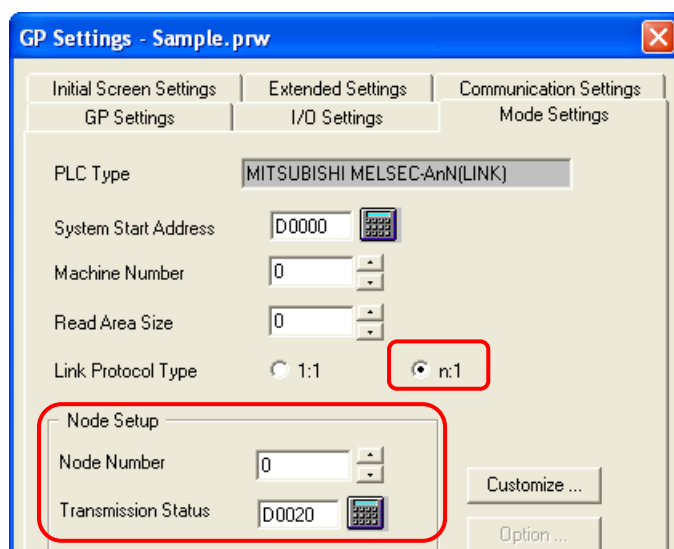 GP Settings - Sample.prw
Initial Screen Settings Extended Settings Communication Settings
GP Settings I/O Settings Mode Settings
PLC Type MITSUBISHI MELSEC-AnN(LINK)
System Start Address D0000
Machine Number 0
Read Area Size 0
Link Protocol Type 1:1 n:1
Node Setup
Node Number 0
Customize ...
Transmission Status D0020
Option ...